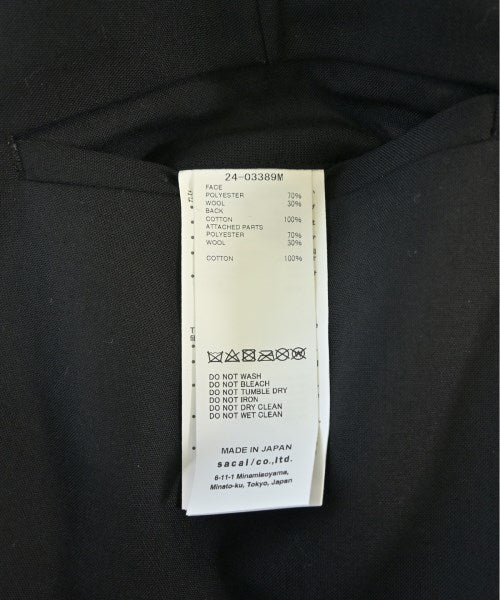 24-03389M
FACE
POLYESTER 70%
WOOL 30%
BACK
COTTON 100%
ATTACHED PARTS
POLYESTER 70%
WOOL 30%
COTTON 100%
DO NOT WASH
DO NOT BLEACH
DO NOT TUMBLE DRY
DO NOT IRON
DO NOT DRY CLEAN
DO NOT WET CLEAN
MADE IN JAPAN
sacai/co.,ltd.
6-11-1 Minamiaoyama,
Minato-ku, Tokyo, Japan